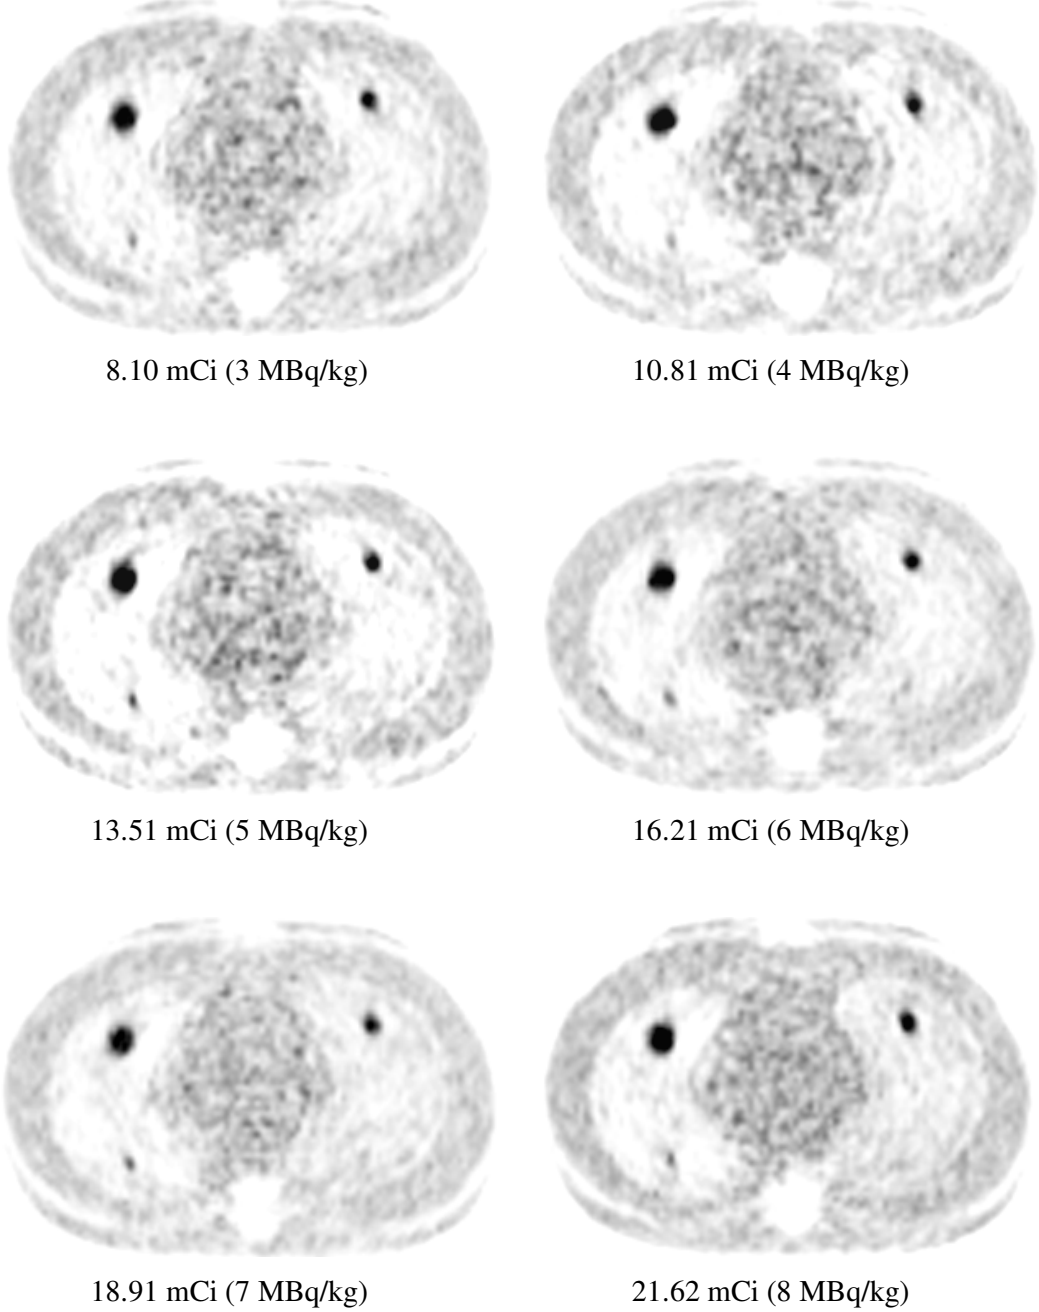 8.10 mCi (3 MBq/kg)
10.81 mCi (4 MBq/kg)
13.51 mCi (5 MBq/kg)
16.21 mCi (6 MBq/kg)
18.91 mCi (7 MBq/kg)
21.62 mCi (8 MBq/kg)